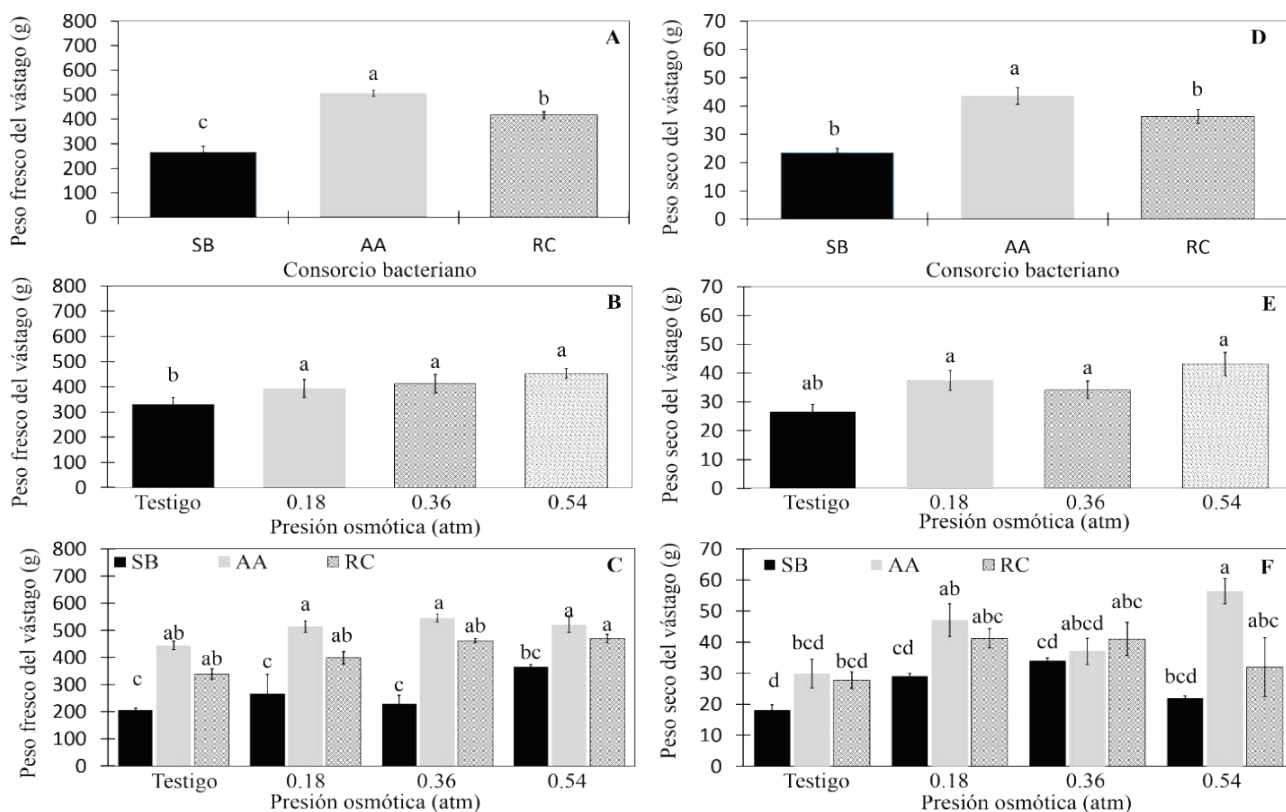 Peso fresco del vástago (g)
800
700
600
500
400
300
200
100
0
A
c
a
b
SB AA RC
Consorcio bacteriano
Peso seco del vástago (g)
70
60
50
40
30
20
10
0
D
b
a
b
SB AA RC
Consorcio bacteriano
Peso fresco del vástago (g)
800
700
600
500
400
300
200
100
0
B
b
a
a
a
Testigo 0.18 0.36 0.54
Presión osmótica (atm)
Peso seco del vástago (g)
70
60
50
40
30
20
10
0
E
ab
a
a
a
Testigo 0.18 0.36 0.54
Presión osmótica (atm)
Peso fresco del vástago (g)
800
700
600
500
400
300
200
100
0
SB AA RC
C
c ab ab
c a ab
c a ab
bc a a
Testigo 0.18 0.36 0.54
Presión osmótica (atm)
Peso seco del vástago (g)
70
60
50
40
30
20
10
0
SB AA RC
F
d bcd bcd
cd ab abc
cd abcd abc
bcd a abc
Testigo 0.18 0.36 0.54
Presión osmótica (atm)